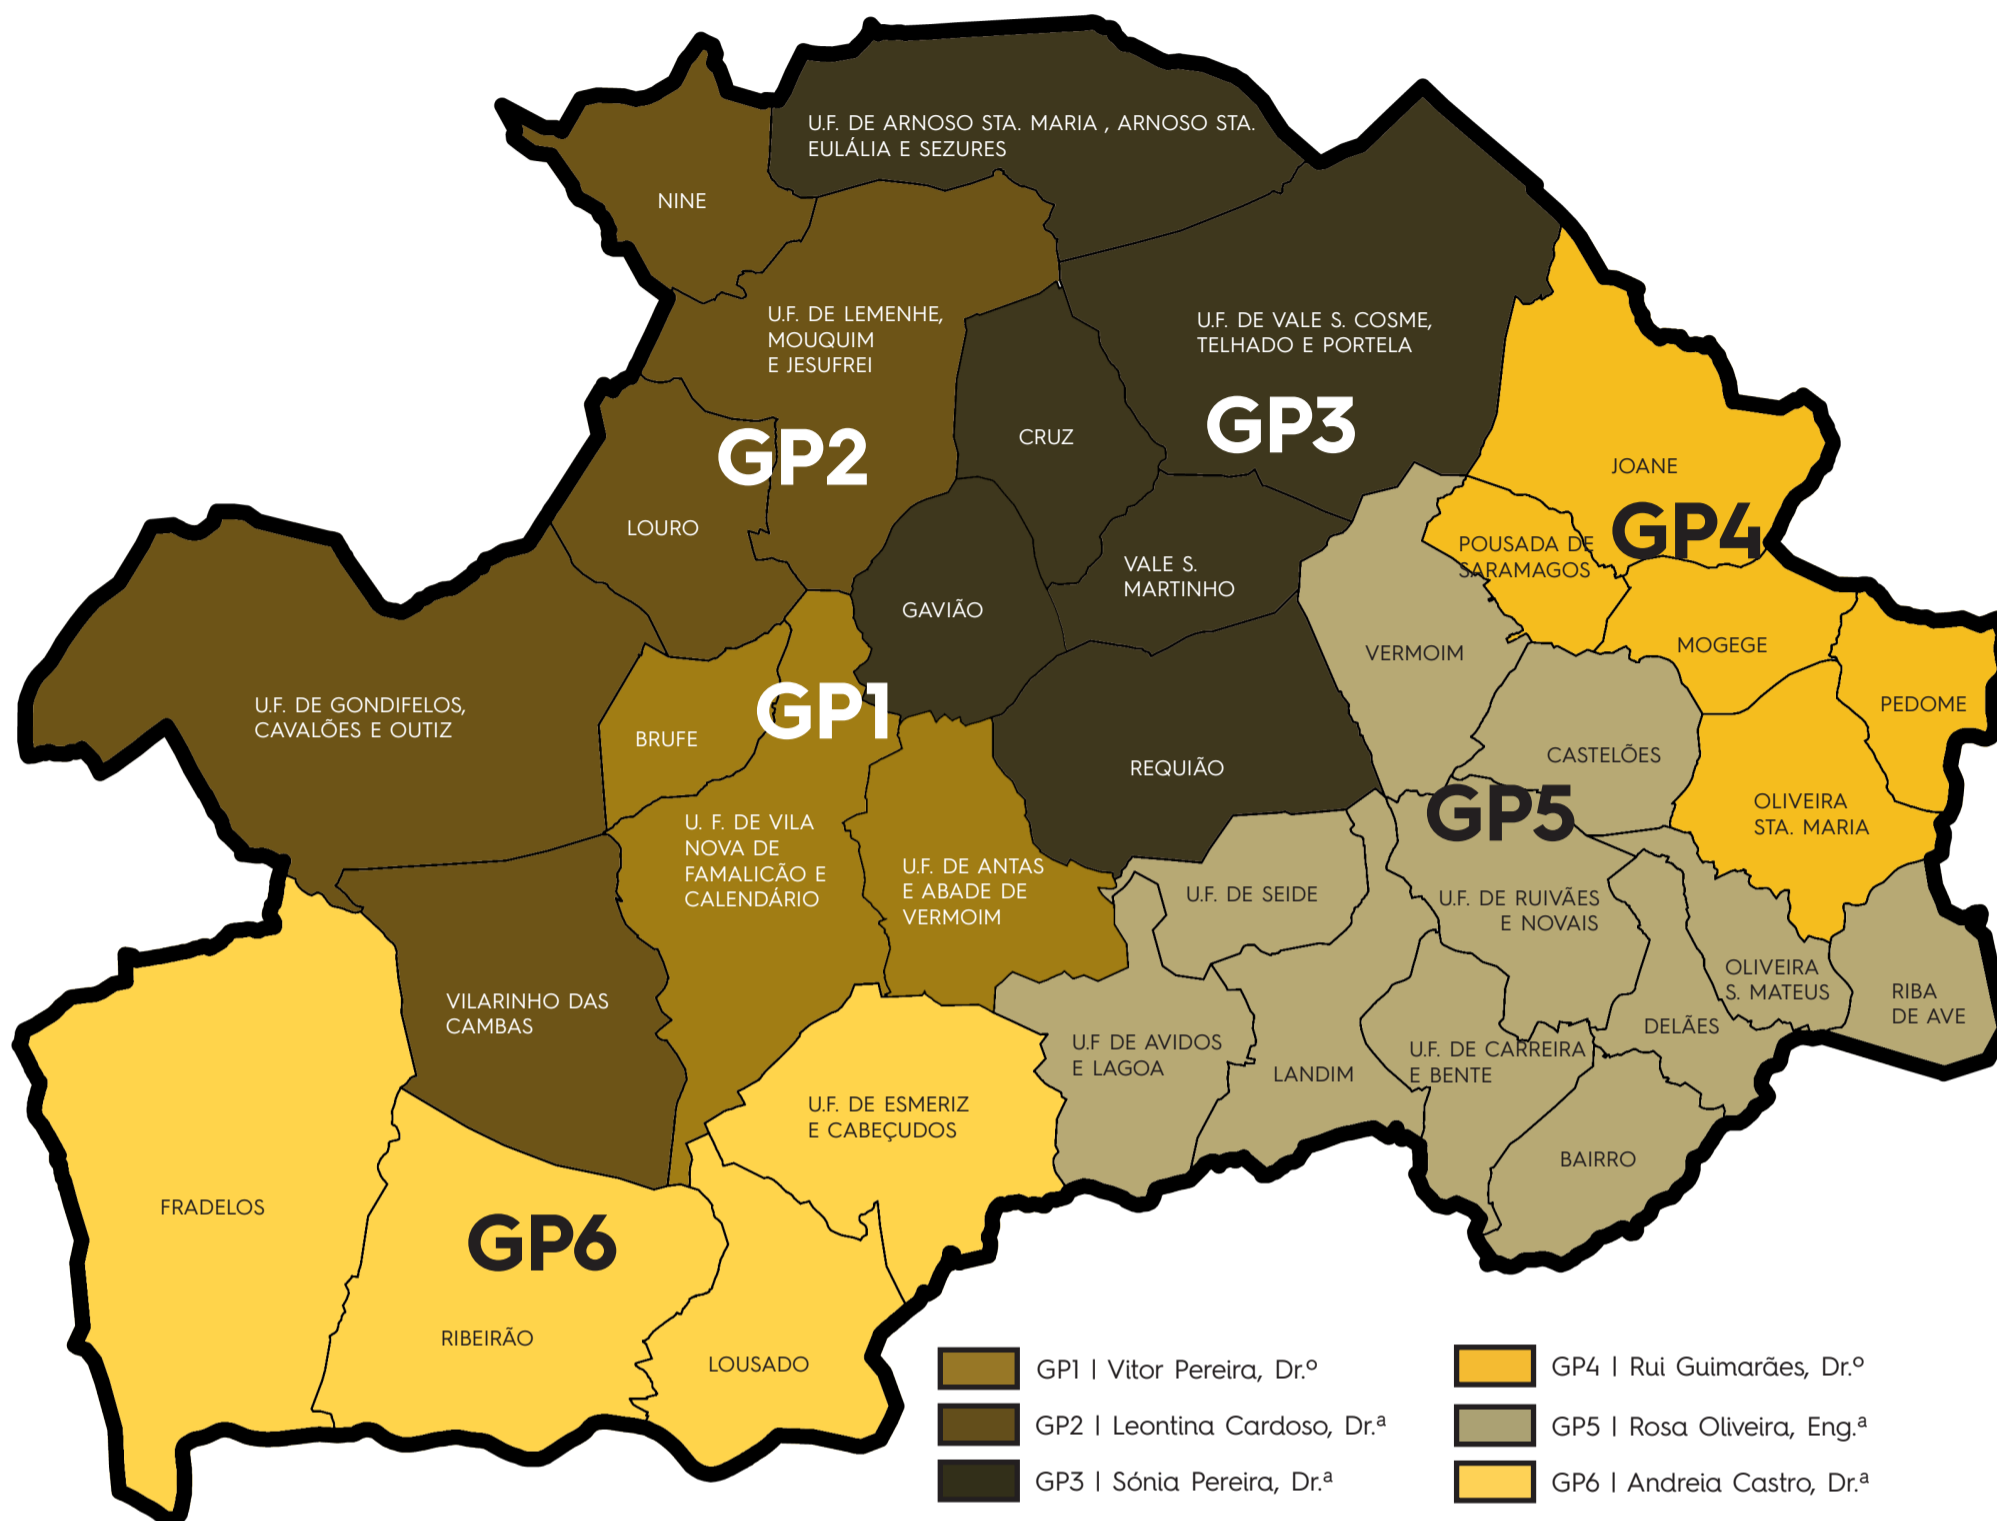 U.F. DE ARNOSO STA. MARIA , ARNOSO STA.
EULÁLIA E SEZURES
NINE
U.F. DE LEMENHE,
MOUQUIM
E JESUFREI
U.F. DE VALE S. COSME,
TELHADO E PORTELA
GP3
CRUZ
GP2
JOANE
LOURO
GP4
POUSADA DE
SARAMAGOS
VALE S.
MARTINHO
GAVIÃO
MOGEGE
VERMOIM
U.F. DE GONDIFELOS,
CAVALÕES E OUTIZ
GP1
PEDOME
BRUFE
CASTELÕES
REQUIÃO
GP5
OLIVEIRA
STA. MARIA
U. F. DE VILA
NOVA DE
FAMALICÃO E
CALENDÁRIO
U.F. DE ANTAS
E ABADE DE
VERMOIM
U.F. DE SEIDE
U.F. DE RUIVÃES
E NOVAIS
OLIVEIRA
S. MATEUS
RIBA
DE AVE
VILARINHO DAS
CAMBAS
DELÃES
U.F DE AVIDOS
E LAGOA
LANDIM
U.F. DE CARREIRA
E BENTE
U.F. DE ESMERIZ
E CABEÇUDOS
BAIRRO
FRADELOS
GP6
RIBEIRÃO
LOUSADO
GP1 | Vitor Pereira, Dr.º
GP2 | Leontina Cardoso, Dr.ª
GP3 | Sónia Pereira, Dr.ª
GP4 | Rui Guimarães, Dr.º
GP5 | Rosa Oliveira, Eng.ª
GP6 | Andreia Castro, Dr.ª